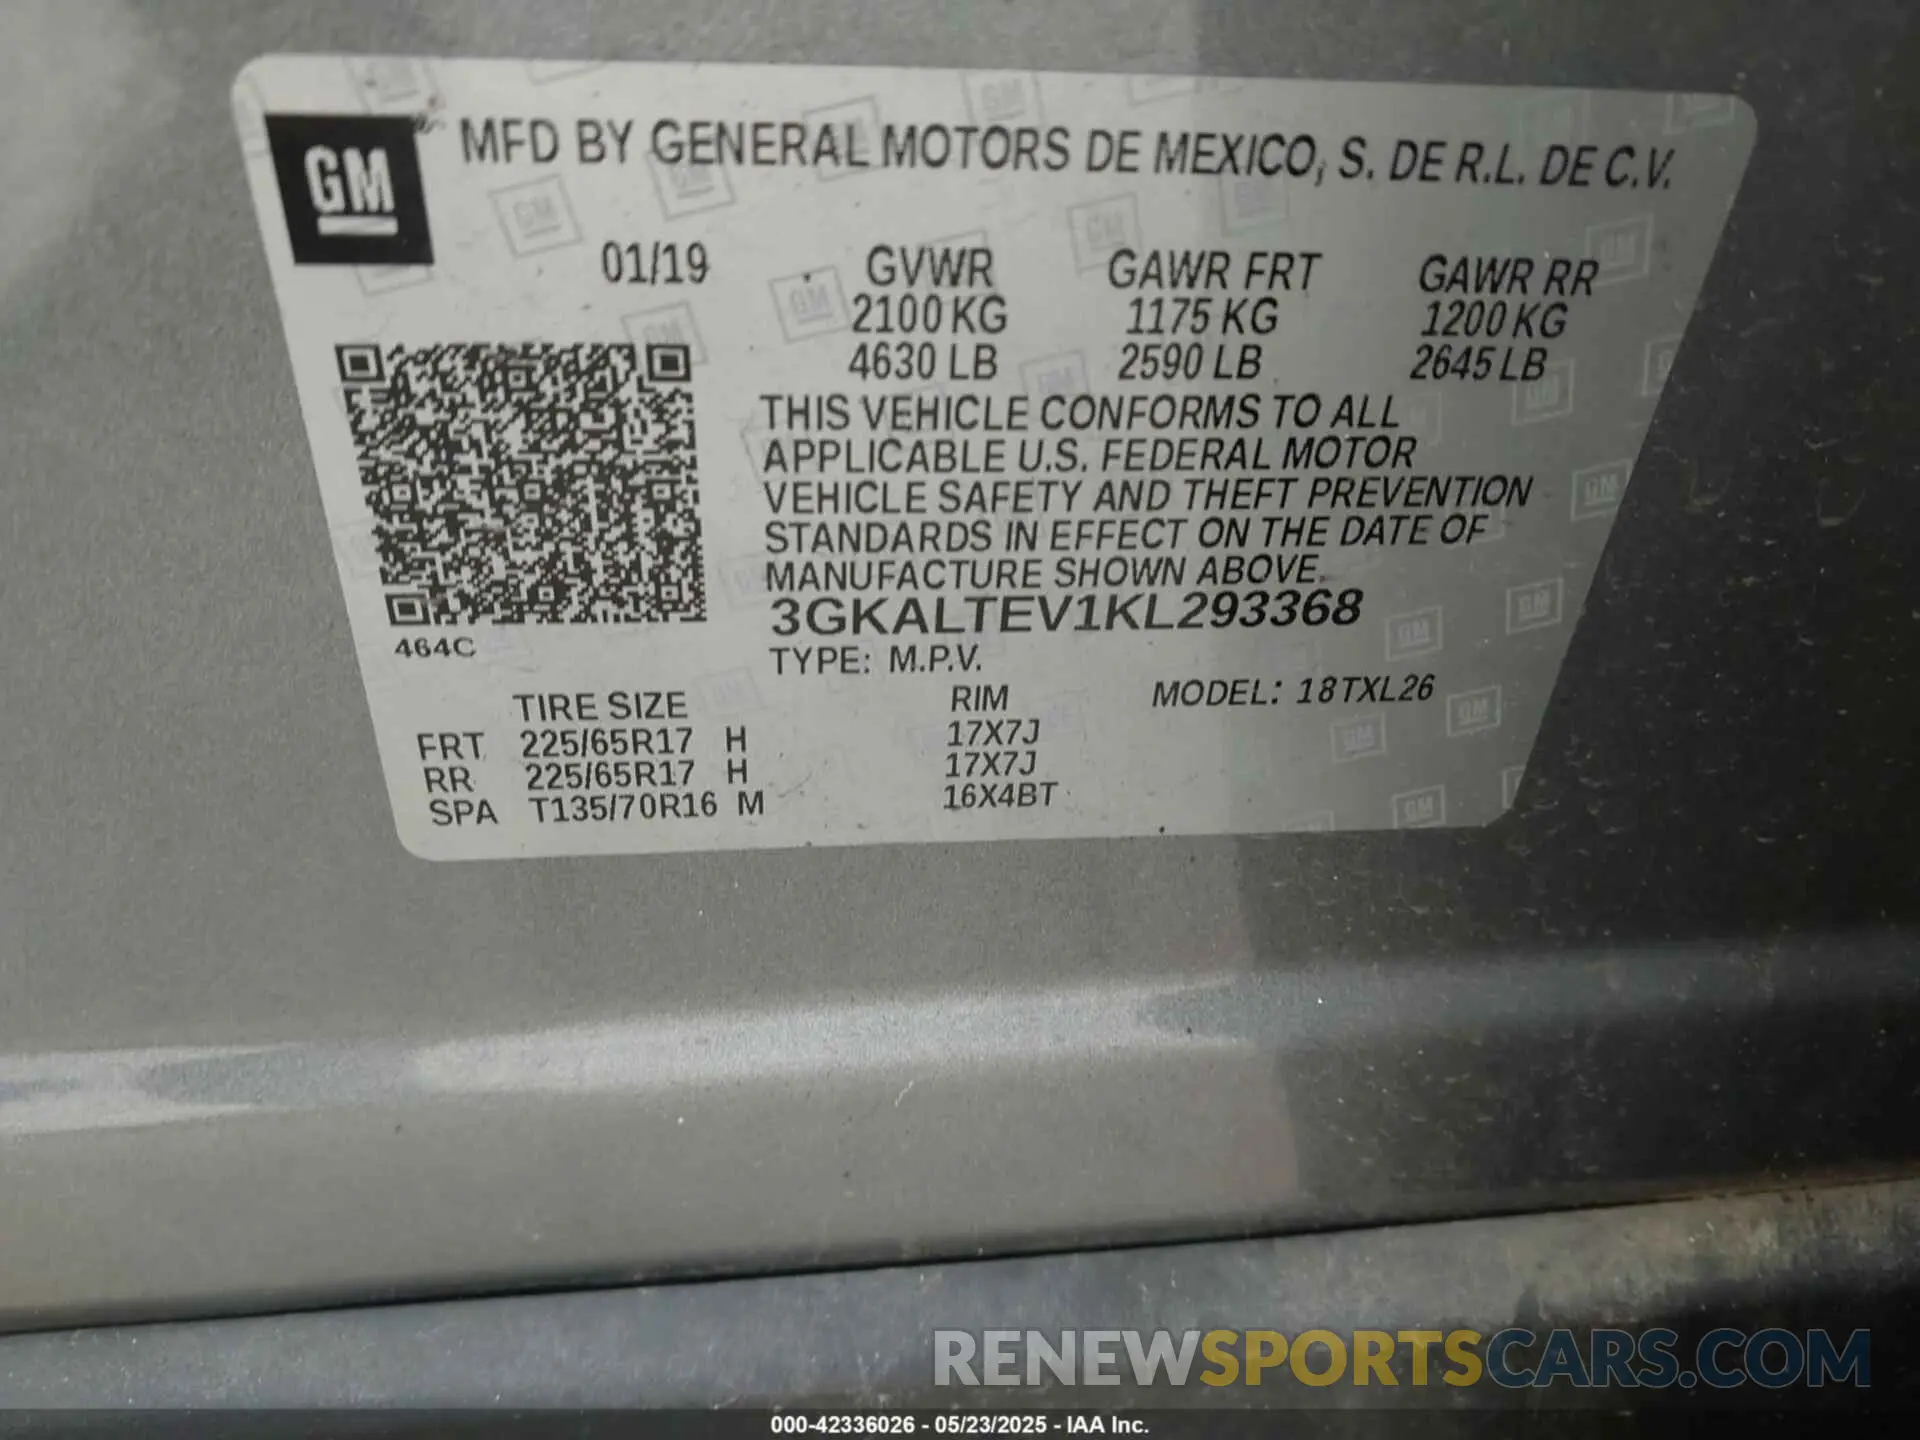 GM
MFD BY GENERAL MOTORS DE MEXICO, S. DE R.L. DE C.V.
01/19 GVWR GAWR FRT GAWR RR
2100 KG 1175 KG 1200 KG
4630 LB 2590 LB 2645 LB
THIS VEHICLE CONFORMS TO ALL
APPLICABLE U.S. FEDERAL MOTOR
VEHICLE SAFETY AND THEFT PREVENTION
STANDARDS IN EFFECT ON THE DATE OF
MANUFACTURE SHOWN ABOVE.
3GKALTEV1KL293368
464C
TYPE: M.P.V.
TIRE SIZE RIM MODEL: 18TXL26
FRT 225/65R17 H 17X7J
RR 225/65R17 H 17X7J
SPA T135/70R16 M 16X4BT
RENEWSPORTSCARS.COM
000-42336026 - 05/23/2025 - IAA Inc.